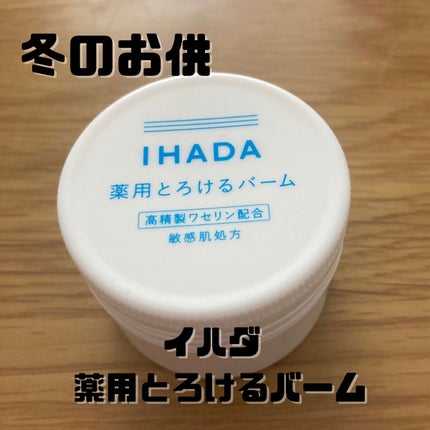 冬のお供
IHADA
薬用とろけるバーム
高精製ワセリン配合
敏感肌処方
イハダ
薬用とろけるバーム